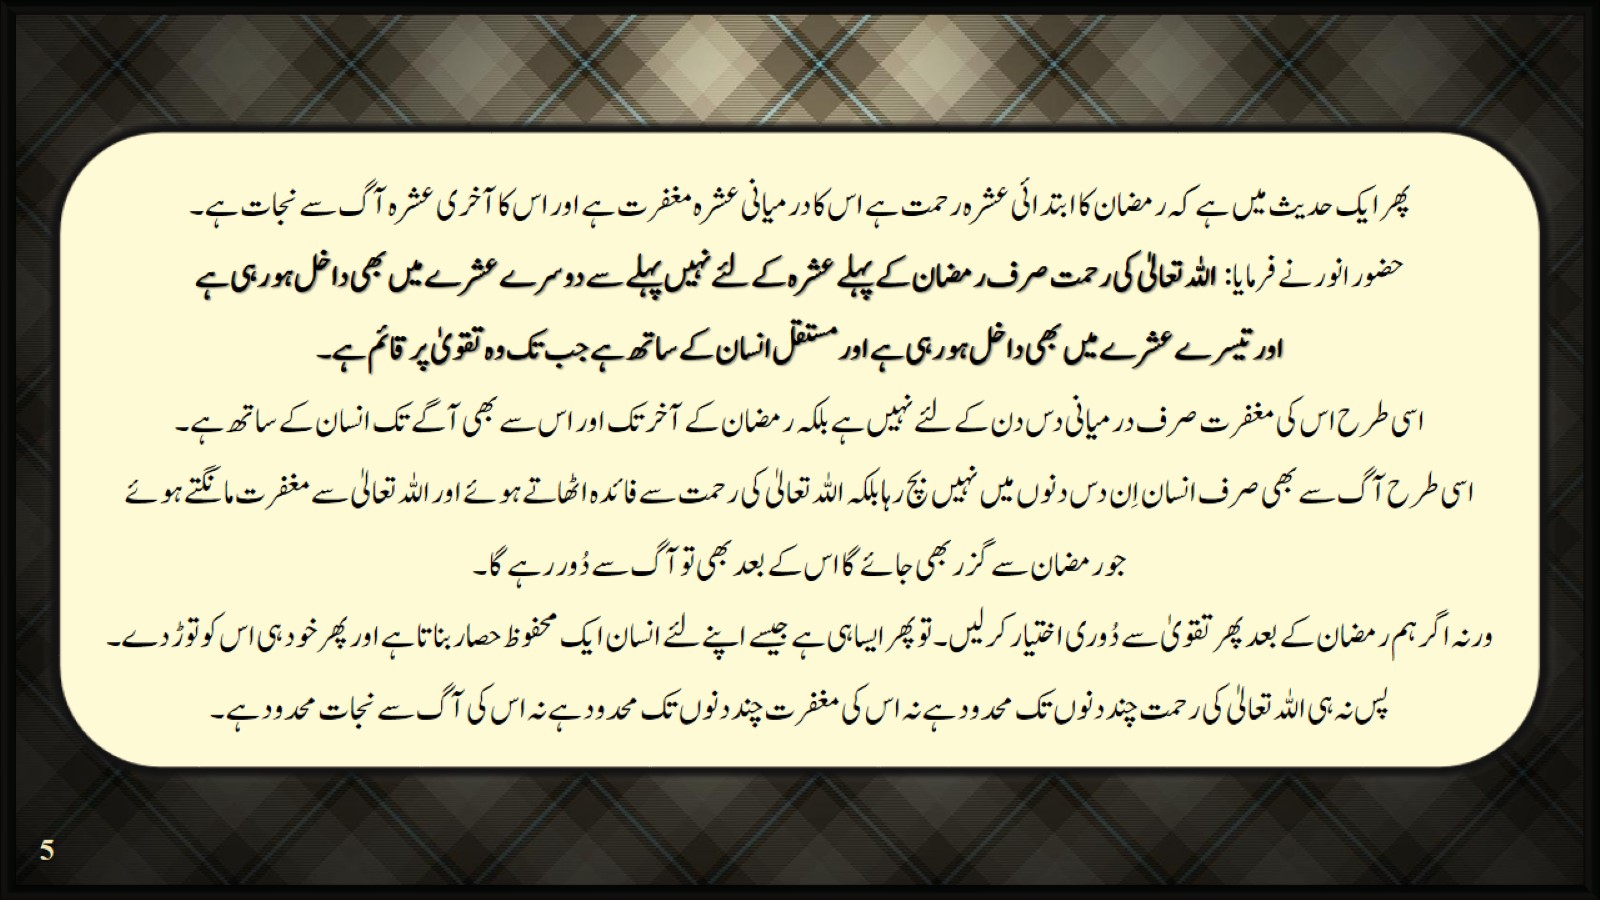 پھر ایک حدیث میں ہے کہ رمضان کا ابتدائی عشرہ رحمت ہے اس کا درمیانی عشرہ مغفرت ہے اور اس کا آخری عشرہ آگ سے نجات ہے۔
حضور انور نے فرمایا: اللہ تعالیٰ کی رحمت صرف رمضان کے پہلے عشرہ کے لئے نہیں پہلے سے دوسرے عشرے میں بھی داخل ہو رہی ہے
اور تیسرے عشرے میں بھی داخل ہو رہی ہے اور مستقل انسان کے ساتھ ہے جب تک وہ تقویٰ پر قائم ہے۔
اسی طرح اس کی مغفرت صرف درمیانی دس دن کے لئے نہیں ہے بلکہ رمضان کے آخر تک اور اس سے بھی آگے تک انسان کے ساتھ ہے۔
اسی طرح آگ سے بھی صرف انسان اِن دس دنوں میں نہیں بچ رہا بلکہ اللہ تعالیٰ کی رحمت سے فائدہ اٹھاتے ہوئے اور اللہ تعالیٰ سے مغفرت مانگتے ہوئے
جو رمضان سے گزر بھی جائے گا اس کے بعد بھی تو آگ سے دُور رہے گا۔
ورنہ اگر ہم رمضان کے بعد پھر تقویٰ سے دُوری اختیار کر لیں۔ تو پھر ایسا ہی ہے جیسے اپنے لئے انسان ایک محفوظ حصار بناتا ہے اور پھر خود ہی اس کو توڑ دے۔
پس نہ ہی اللہ تعالیٰ کی رحمت چند دنوں تک محدود ہے نہ اس کی مغفرت چند دنوں تک محدود ہے نہ اس کی آگ سے نجات محدود ہے۔
5